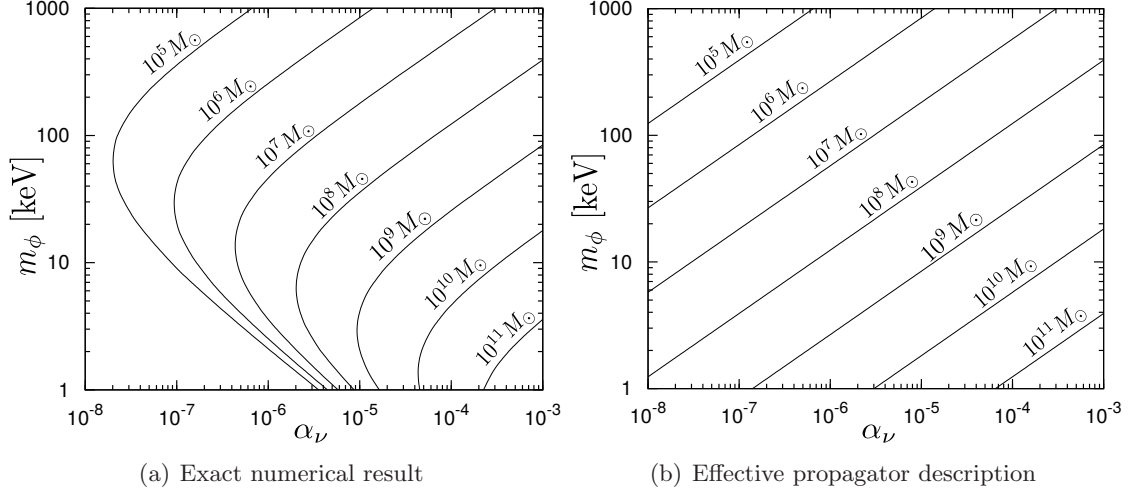 1000
100
10
1
m_ϕ [keV]
10^5 M_⊙
10^6 M_⊙
10^7 M_⊙
10^8 M_⊙
10^9 M_⊙
10^10 M_⊙
10^11 M_⊙
10^-8 10^-7 10^-6 10^-5 10^-4 10^-3
α_ν
(a) Exact numerical result
1000
100
10
1
m_ϕ [keV]
10^5 M_⊙
10^6 M_⊙
10^7 M_⊙
10^8 M_⊙
10^9 M_⊙
10^10 M_⊙
10^11 M_⊙
10^-8 10^-7 10^-6 10^-5 10^-4 10^-3
α_ν
(b) Effective propagator description